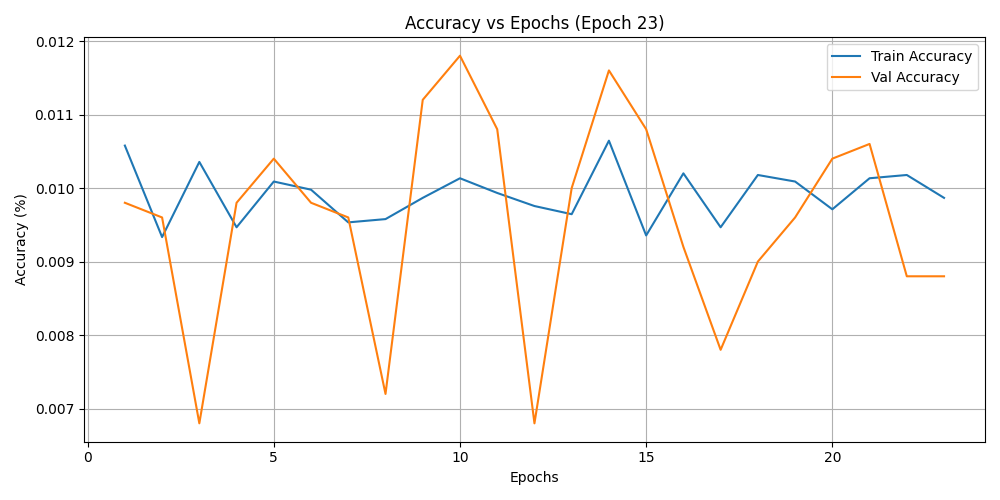 Accuracy vs Epochs (Epoch 23)
Train Accuracy
Val Accuracy
Accuracy (%)
0.012
0.011
0.010
0.009
0.008
0.007
0
5
10
15
20
Epochs